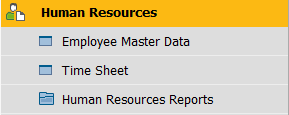 Human Resources
Employee Master Data
Time Sheet
Human Resources Reports